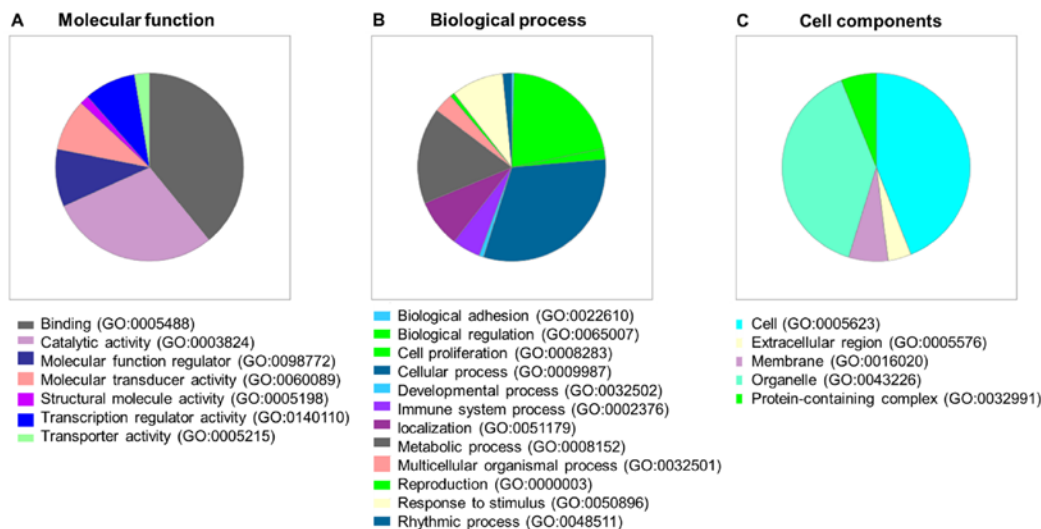 A Molecular function
Binding (GO:0005488)
Catalytic activity (GO:0003824)
Molecular function regulator (GO:0098772)
Molecular transducer activity (GO:0060089)
Structural molecule activity (GO:0005198)
Transcription regulator activity (GO:0140110)
Transporter activity (GO:0005215)
B Biological process
Biological adhesion (GO:0022610)
Biological regulation (GO:0065007)
Cell proliferation (GO:0008283)
Cellular process (GO:0009987)
Developmental process (GO:0032502)
Immune system process (GO:0002376)
localization (GO:0051179)
Metabolic process (GO:0008152)
Multicellular organismal process (GO:0032501)
Reproduction (GO:0000003)
Response to stimulus (GO:0050896)
Rhythmic process (GO:0048511)
C Cell components
Cell (GO:0005623)
Extracellular region (GO:0005576)
Membrane (GO:0016020)
Organelle (GO:0043226)
Protein-containing complex (GO:0032991)